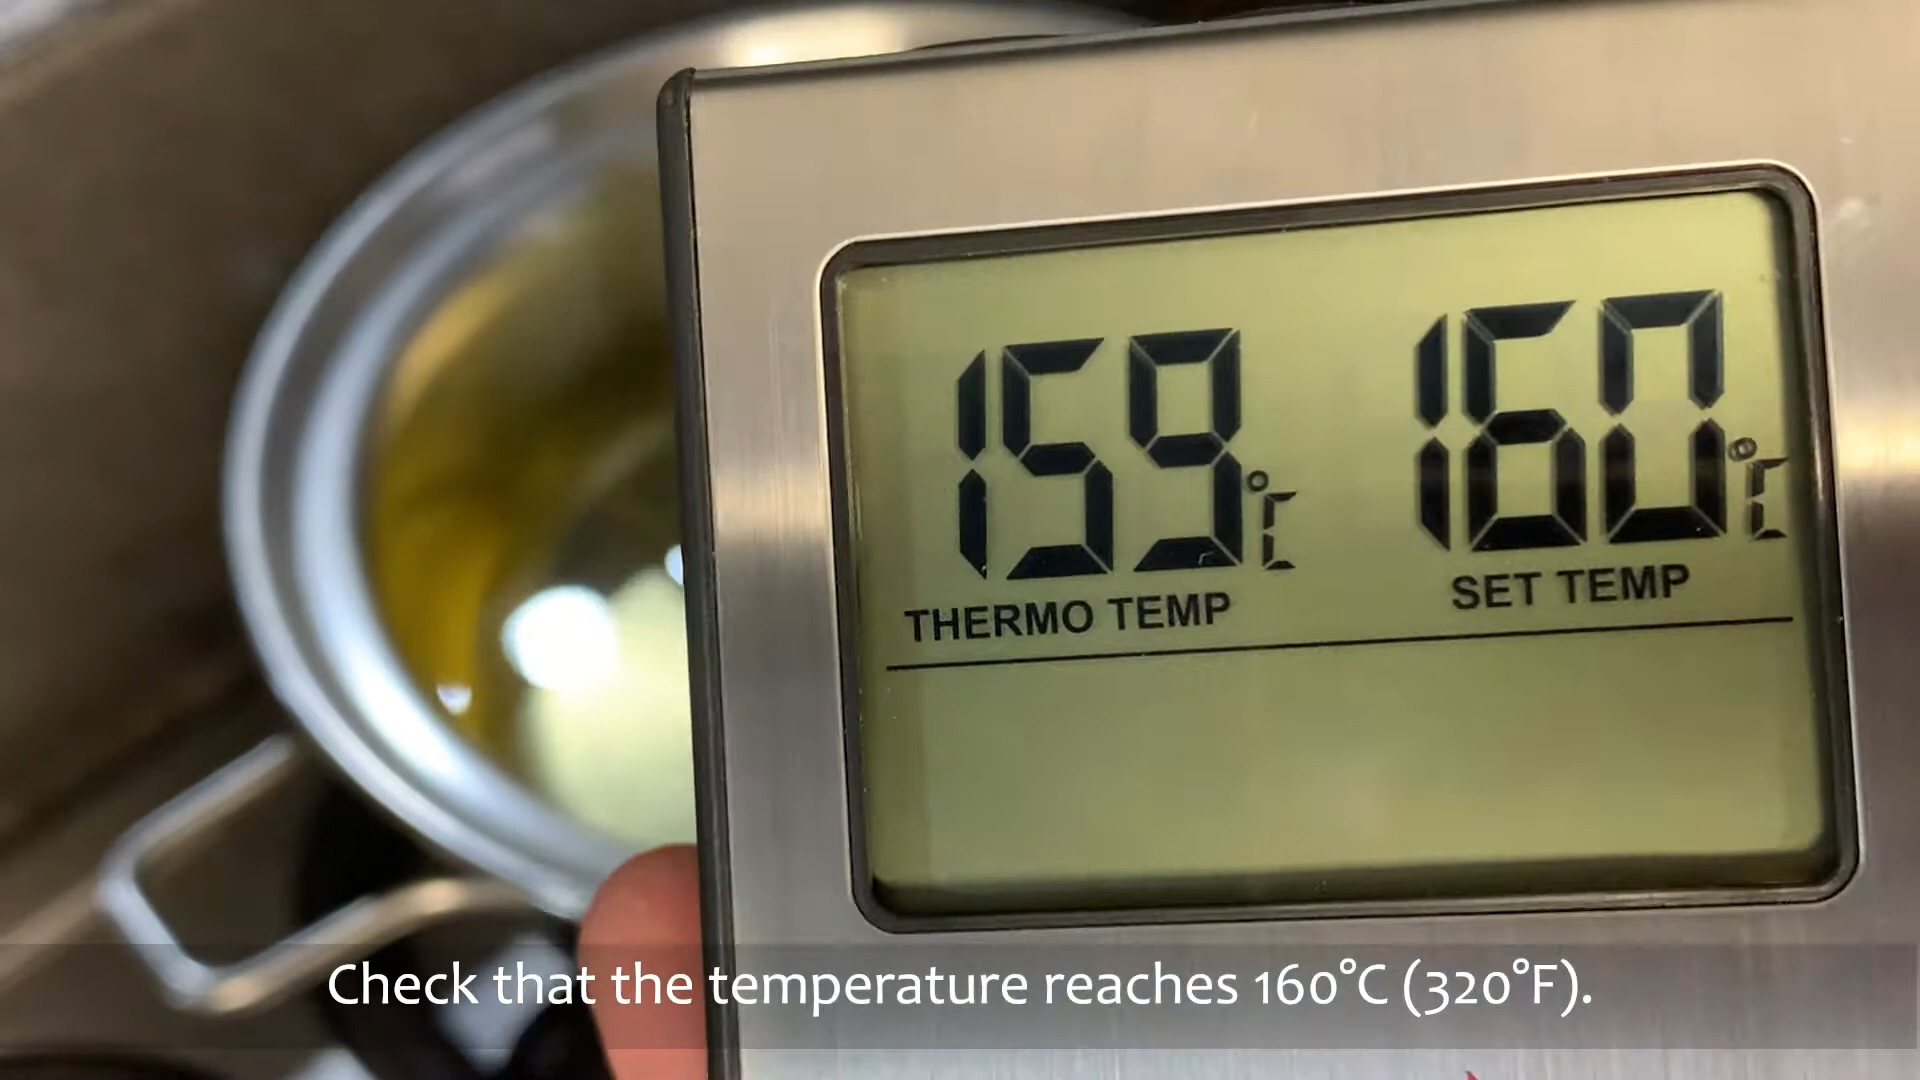 159°C 160°C
THERMO TEMP SET TEMP
Check that the temperature reaches 160°C (320°F).